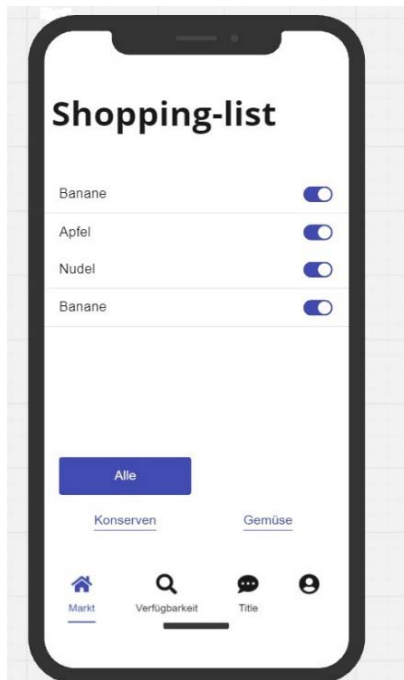 Shopping-list
Banane
Apfel
Nudel
Banane
Alle
Konserven Gemüse
Markt Verfügbarkeit Title